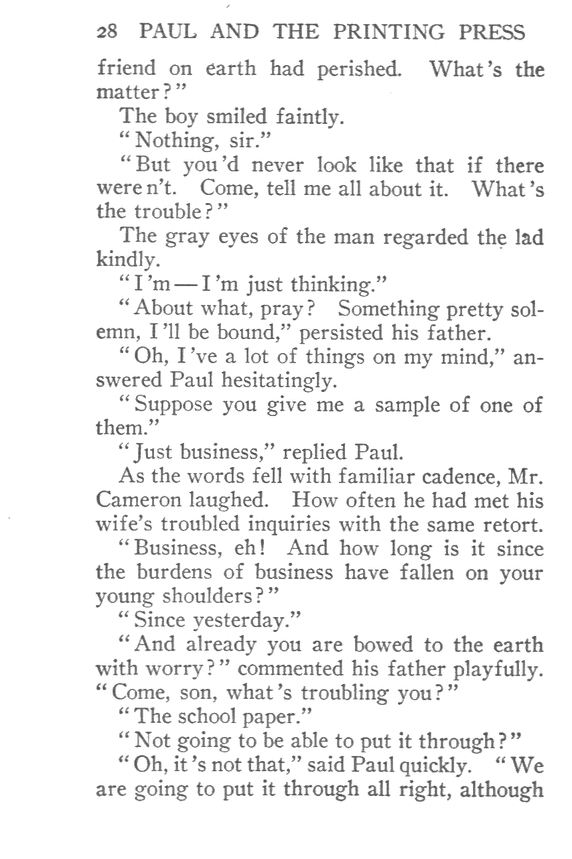 28 PAUL AND THE PRINTING PRESS
friend on earth had perished. What's the
matter?"
The boy smiled faintly.
"Nothing, sir."
"But you'd never look like that if there
weren't. Come, tell me all about it. What's
the trouble?"
The gray eyes of the man regarded the lad
kindly.
"I'm—I'm just thinking."
"About what, pray? Something pretty sol-
emn, I'll be bound," persisted his father.
"Oh, I've a lot of things on my mind," an-
swered Paul hesitatingly.
"Suppose you give me a sample of one of
them."
"Just business," replied Paul.
As the words fell with familiar cadence, Mr.
Cameron laughed. How often he had met his
wife's troubled inquiries with the same retort.
"Business, eh! And how long is it since
the burdens of business have fallen on your
young shoulders?"
"Since yesterday."
"And already you are bowed to the earth
with worry?" commented his father playfully.
"Come, son, what's troubling you?"
"The school paper."
"Not going to be able to put it through?"
"Oh, it's not that," said Paul quickly. "We
are going to put it through all right, although